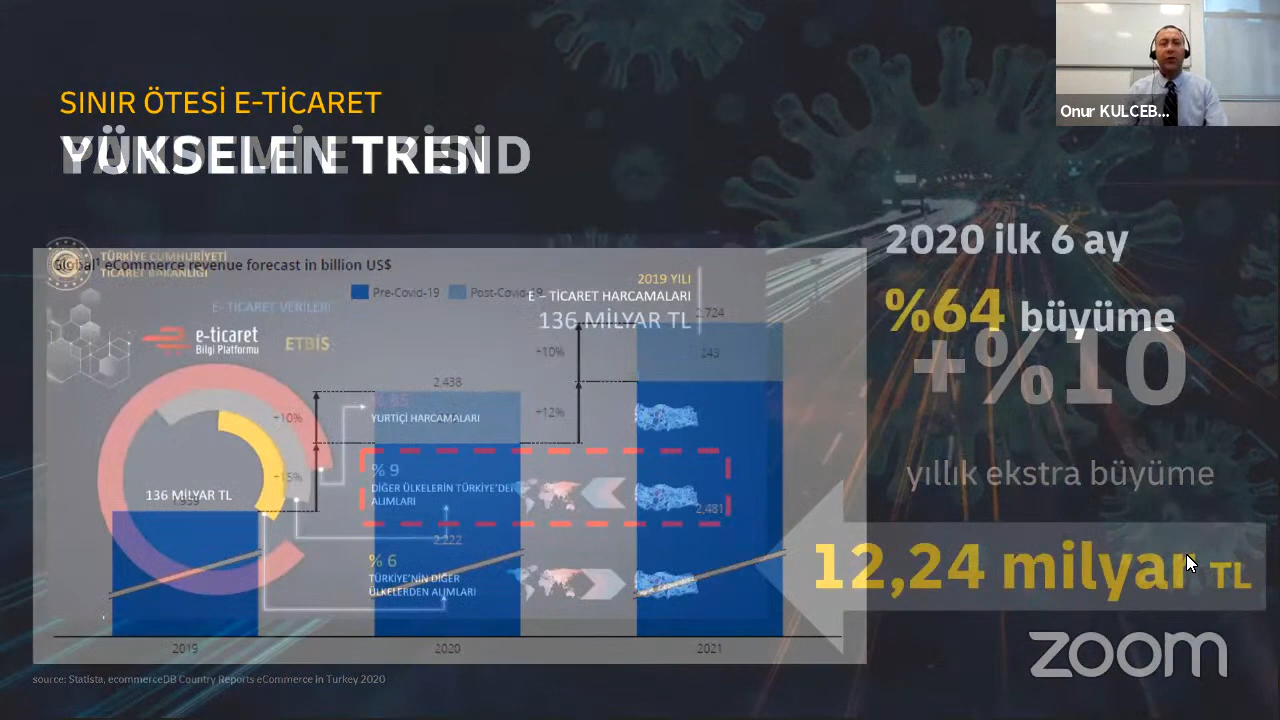 Onur KULCEB...
SINIR ÖTESİ E-TİCARET
YÜKSELEN TREND
2020 ilk 6 ay
%64 büyüme
+%10
yıllık ekstra büyüme
12,24 milyar TL
TÜRKİYE CUMHURİYETİ
TİCARET BAKANLIĞI
Global¹ eCommerce revenue forecast in billion US$
Pre-Covid-19
Post-Covid-19
2019 YILI
E – TİCARET HARCAMALARI
136 MİLYAR TL
E-TİCARET VERİLERİ
e-ticaret
Bilgi Platformu
ETBİS
2,724
243
+10%
2,438
+12%
+10%
% 85
YURTİÇİ HARCAMALARI
+15%
% 9
DİĞER ÜLKELERİN TÜRKİYE'DEN
ALIMLARI
136 MİLYAR TL
2,481
2,222
% 6
TÜRKİYE'NİN DİĞER
ÜLKELERDEN ALIMLARI
2019
2020
2021
source: Statista, ecommerceDB Country Reports eCommerce in Turkey 2020
zoom